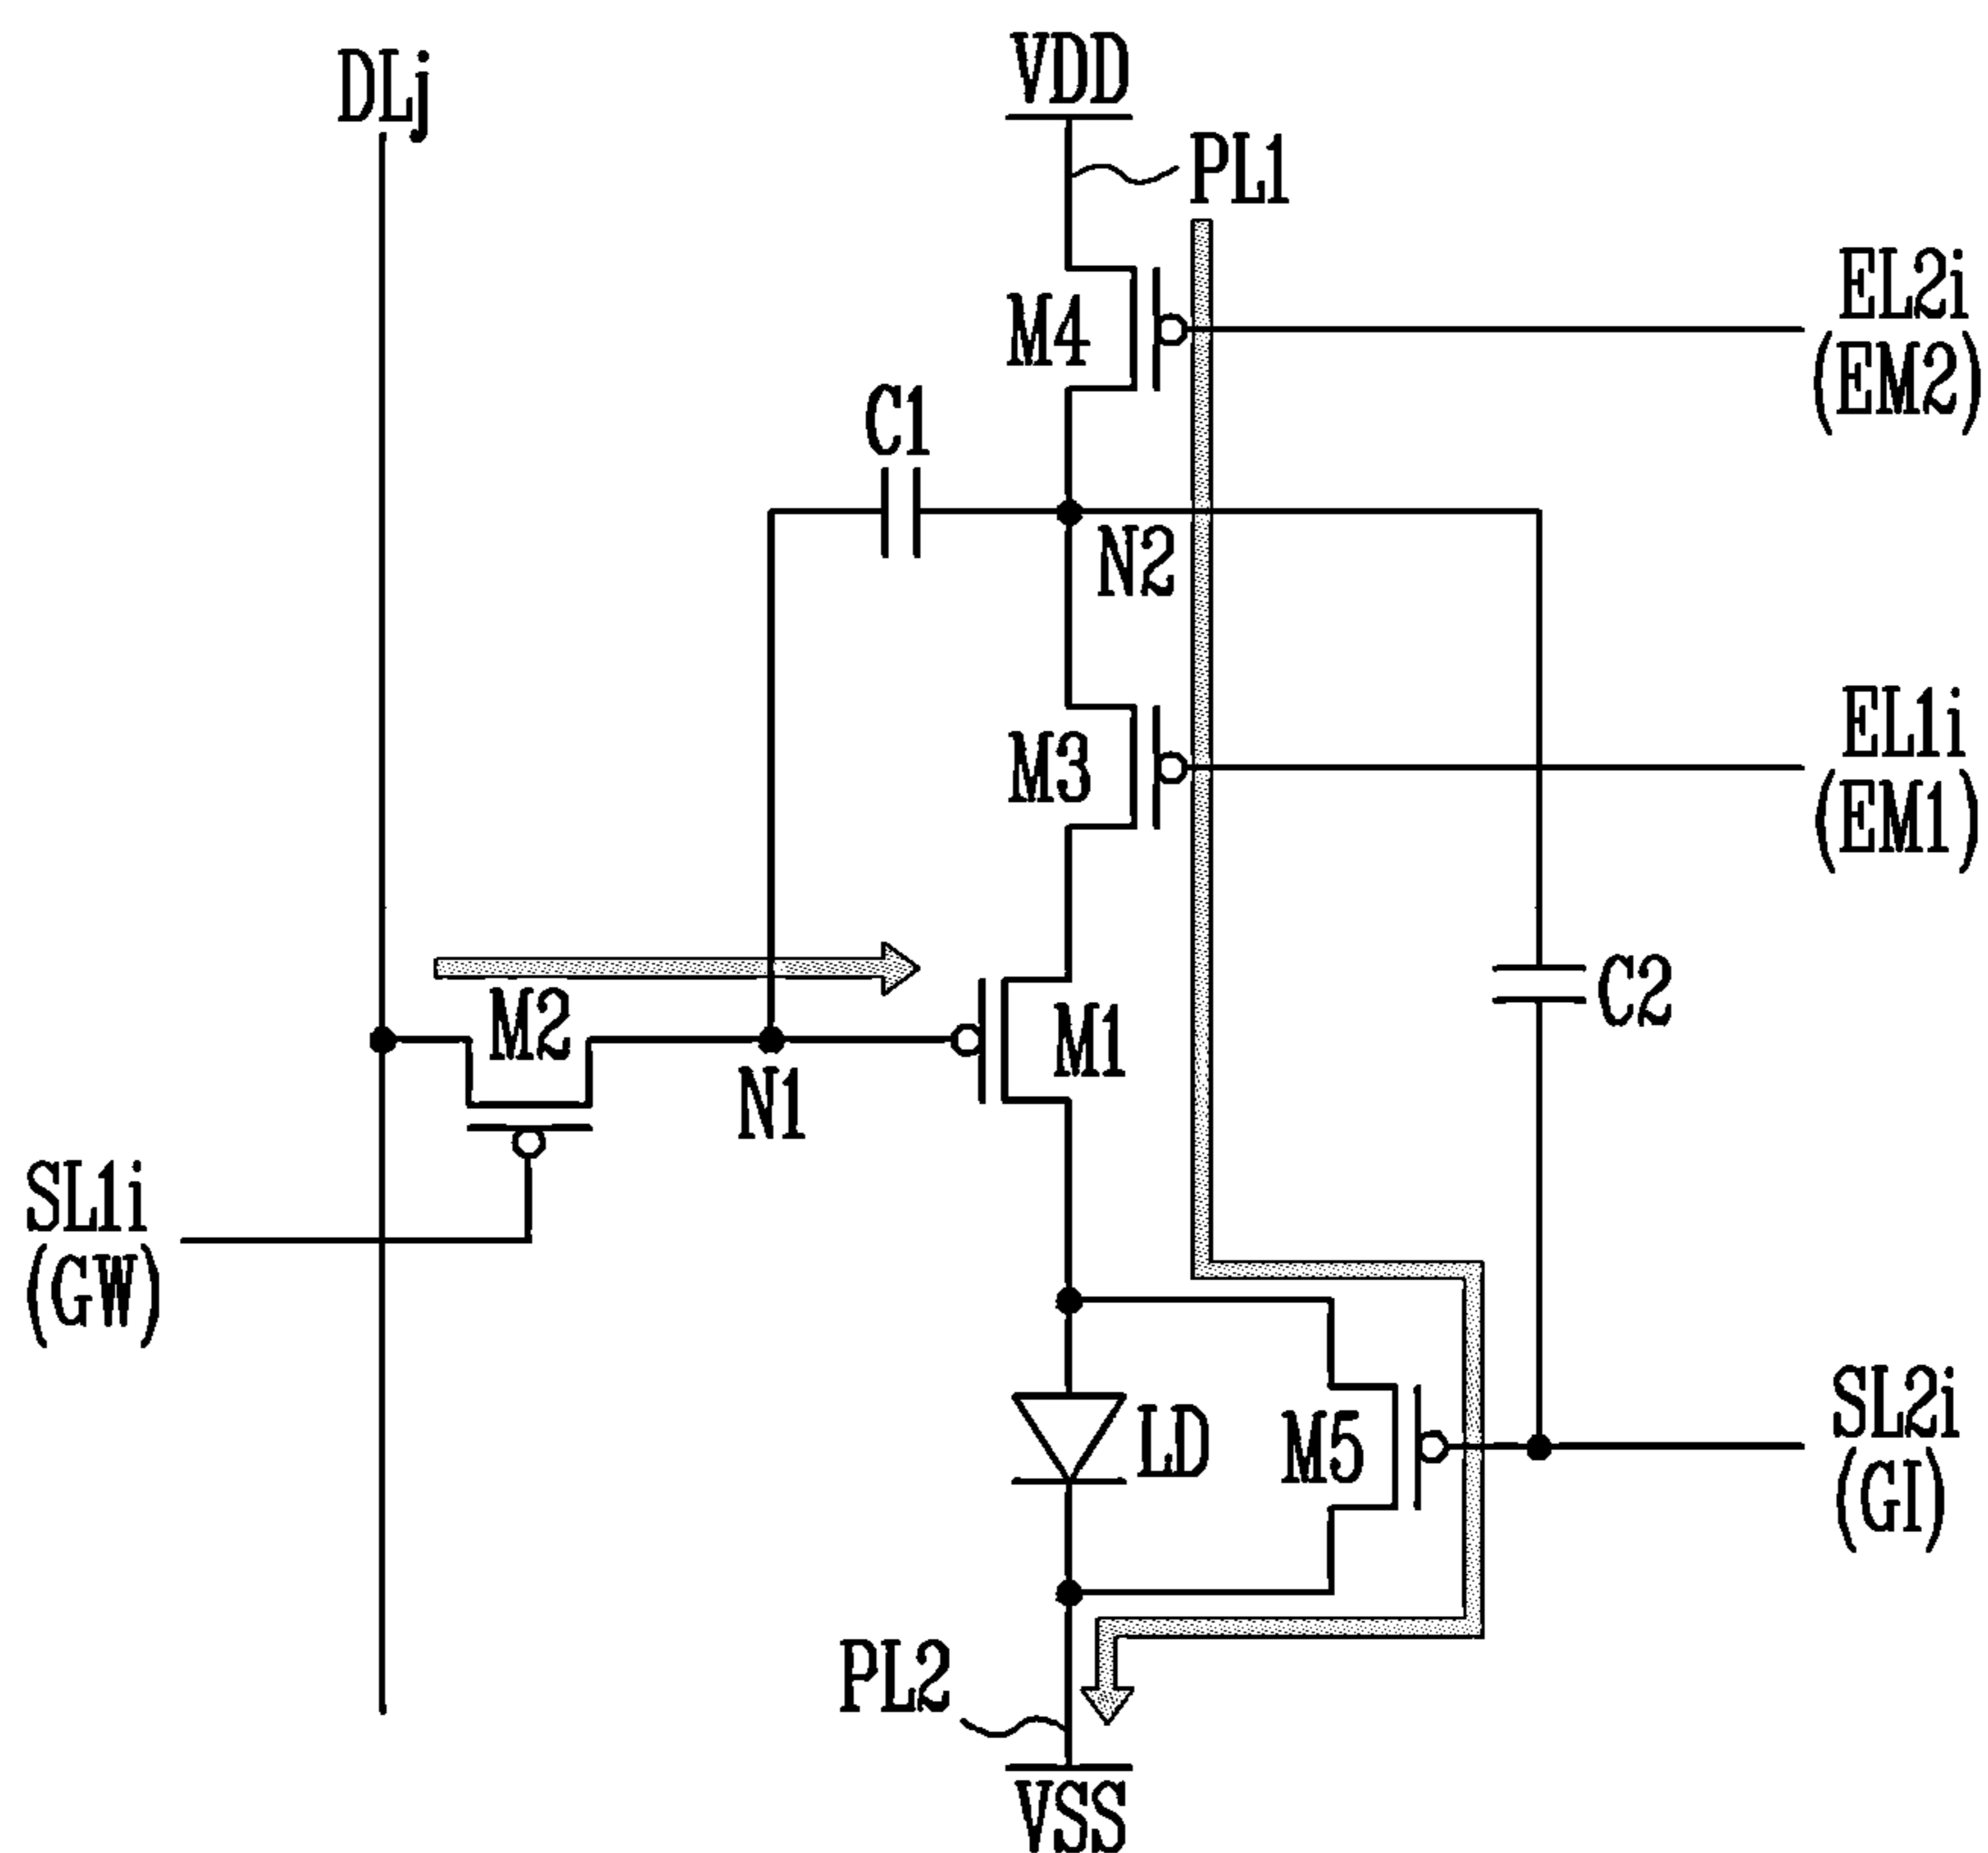 DLj
VDD
PL1
EL2i
(EM2)
M4
C1
N2
EL1i
(EM1)
M3
C2
M2
M1
N1
SL1i
(GW)
SL2i
(GI)
LD
M5
PL2
VSS